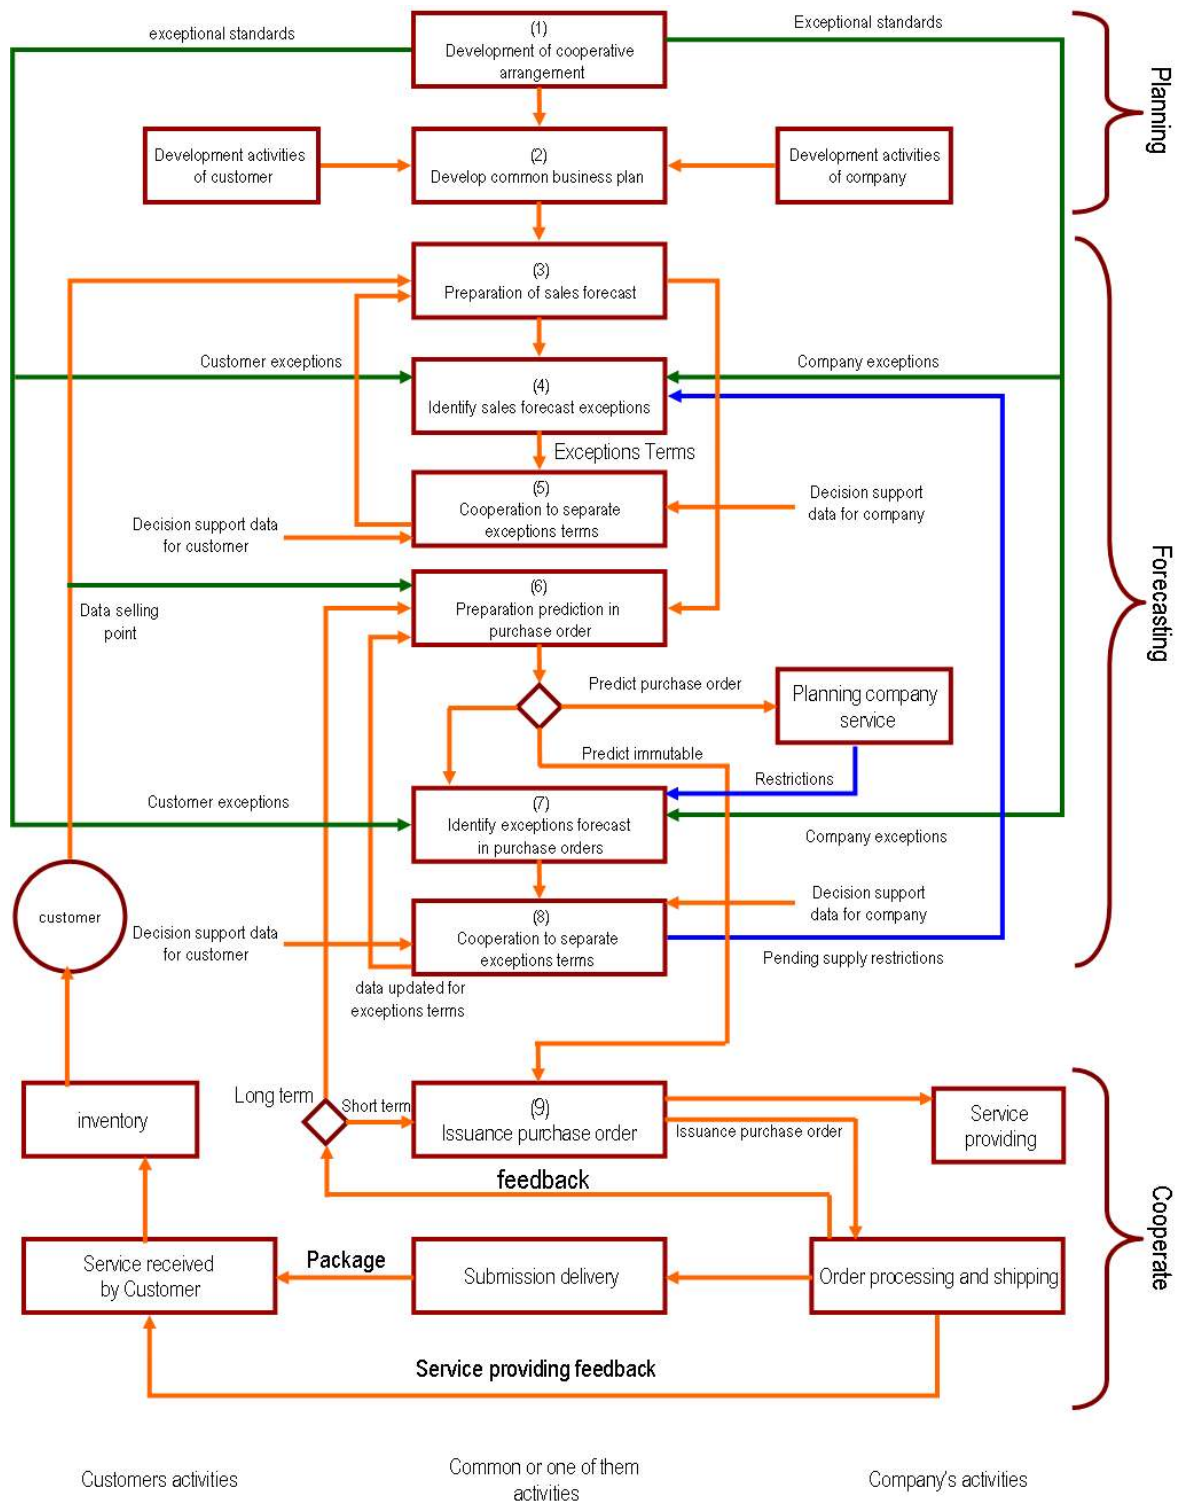 exceptional standards
(1)
Development of cooperative
arrangement
Exceptional standards
Planning
Development activities
of customer
(2)
Develop common business plan
Development activities
of company
(3)
Preparation of sales forecast
Customer exceptions
(4)
Identify sales forecast exceptions
Company exceptions
Exceptions Terms
(5)
Cooperation to separate
exceptions terms
Decision support data
for customer
Decision support
data for company
Forecasting
Data selling
point
(6)
Preparation prediction in
purchase order
Predict purchase order
Planning company
service
Predict immutable
Restrictions
Customer exceptions
(7)
Identify exceptions forecast
in purchase orders
Company exceptions
customer
Decision support data
for customer
(8)
Cooperation to separate
exceptions terms
Decision support
data for company
Pending supply restrictions
data updated for
exceptions terms
inventory
Long term
Short term
(9)
Issuance purchase order
Issuance purchase order
Service
providing
feedback
Cooperate
Service received
by Customer
Package
Submission delivery
Order processing and shipping
Service providing feedback
Customers activities
Common or one of them
activities
Company's activities